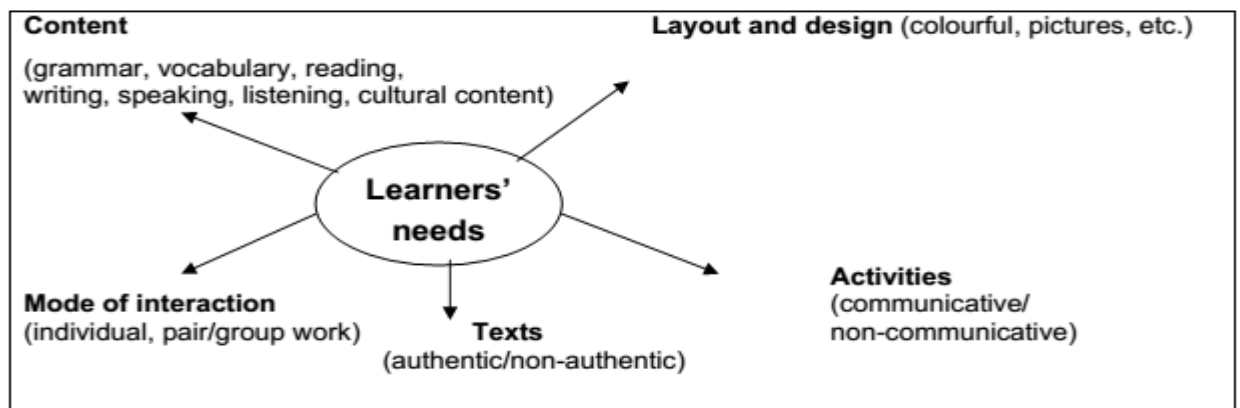 Content
Layout and design (colourful, pictures, etc.)
(grammar, vocabulary, reading,
writing, speaking, listening, cultural content)
Learners’
needs
Mode of interaction
(individual, pair/group work)
Texts
(authentic/non-authentic)
Activities
(communicative/
non-communicative)